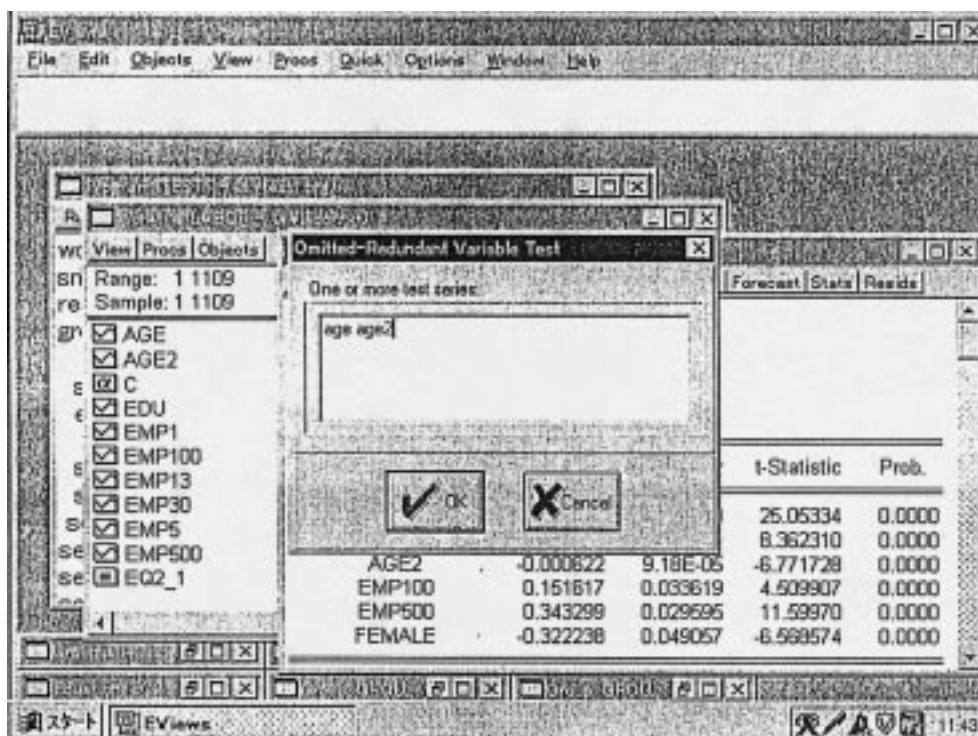 File Edit Objects View Procs Quick Options Window Help
View Procs Objects
Range: 1 1109
Sample: 1 1109
AGE
AGE2
C
EDU
EMP1
EMP100
EMP13
EMP30
EMP5
EMP500
EQ2_1
Omitted-Redundant Variable Test
One or more test series:
age age2
OK
Cancel
Forecast Stats Resids
t-Statistic Prob.
25.05334 0.0000
8.362310 0.0000
AGE2 -0.000622 9.18E-05 -6.771728 0.0000
EMP100 0.151617 0.033619 4.509907 0.0000
EMP500 0.343299 0.029595 11.59970 0.0000
FEMALE -0.322238 0.049057 -6.568574 0.0000
スタート EViews 11:43